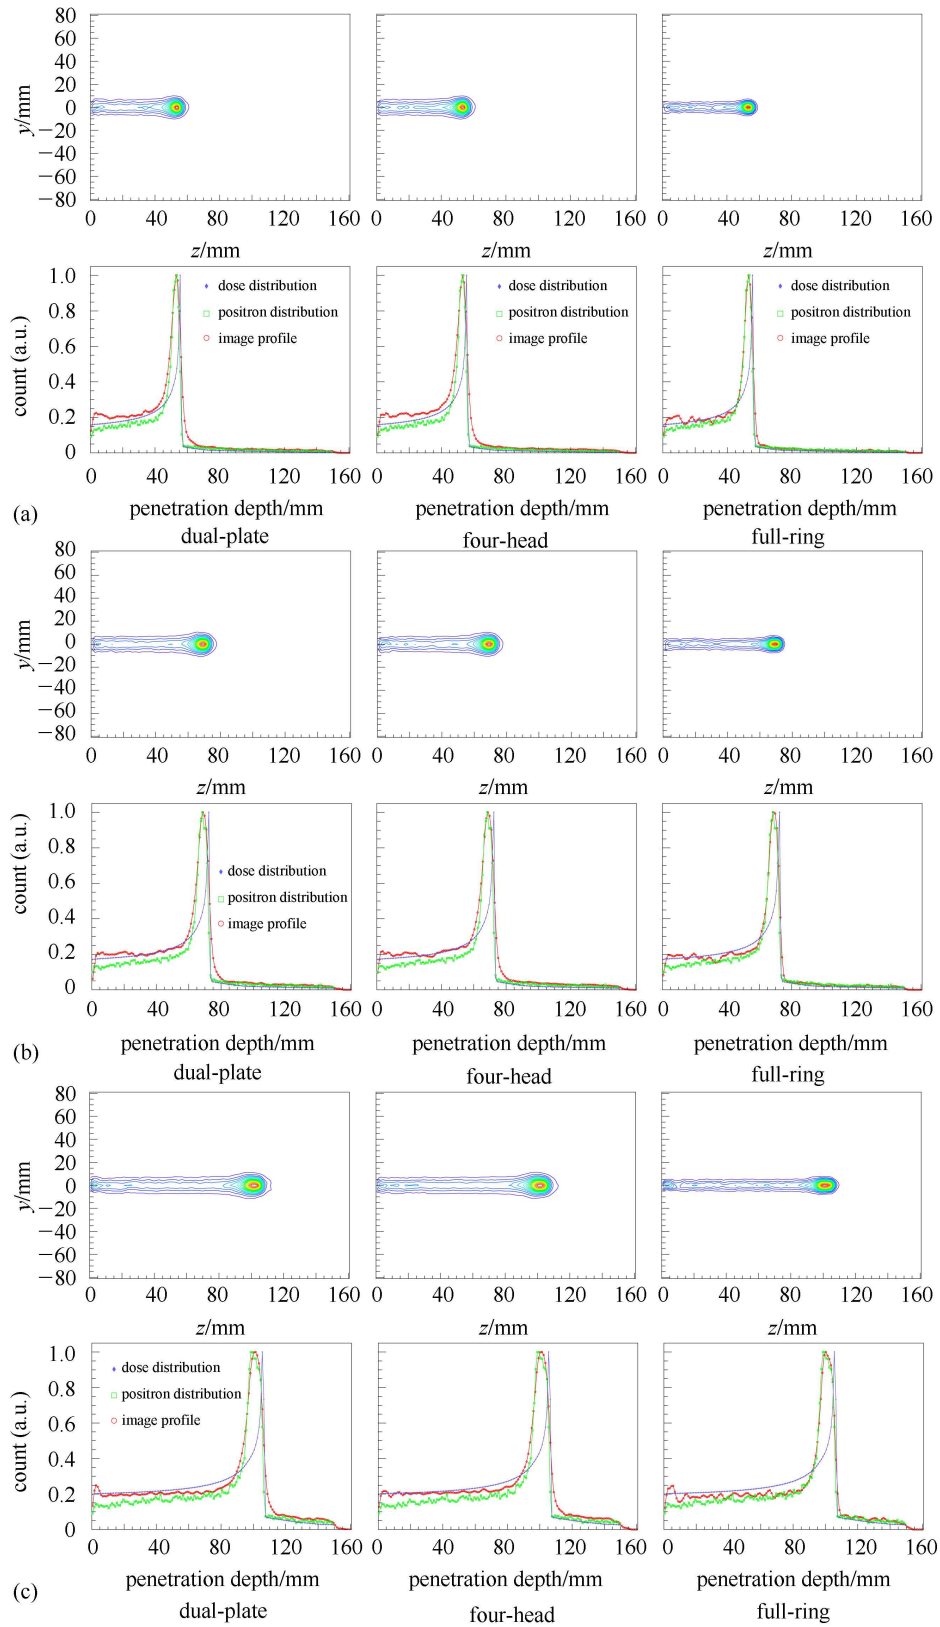 80
60
40
20
0
−20
−40
−60
−80
y/mm
0 40 80 120 160
0 40 80 120 160
0 40 80 120 160
z/mm z/mm z/mm
1.0
0.8
0.6
0.4
0.2
0
count (a.u.)
dose distribution
positron distribution
image profile
dose distribution
positron distribution
image profile
dose distribution
positron distribution
image profile
0 40 80 120 160
0 40 80 120 160
0 40 80 120 160
(a)
penetration depth/mm penetration depth/mm penetration depth/mm
dual-plate four-head full-ring
80
60
40
20
0
−20
−40
−60
−80
y/mm
0 40 80 120 160
0 40 80 120 160
0 40 80 120 160
z/mm z/mm z/mm
1.0
0.8
0.6
0.4
0.2
0
count (a.u.)
dose distribution
positron distribution
image profile
0 40 80 120 160
0 40 80 120 160
0 40 80 120 160
(b)
penetration depth/mm penetration depth/mm penetration depth/mm
dual-plate four-head full-ring
80
60
40
20
0
−20
−40
−60
−80
y/mm
0 40 80 120 160
0 40 80 120 160
0 40 80 120 160
z/mm z/mm z/mm
1.0
0.8
0.6
0.4
0.2
0
count (a.u.)
dose distribution
positron distribution
image profile
0 40 80 120 160
0 40 80 120 160
0 40 80 120 160
(c)
penetration depth/mm penetration depth/mm penetration depth/mm
dual-plate four-head full-ring